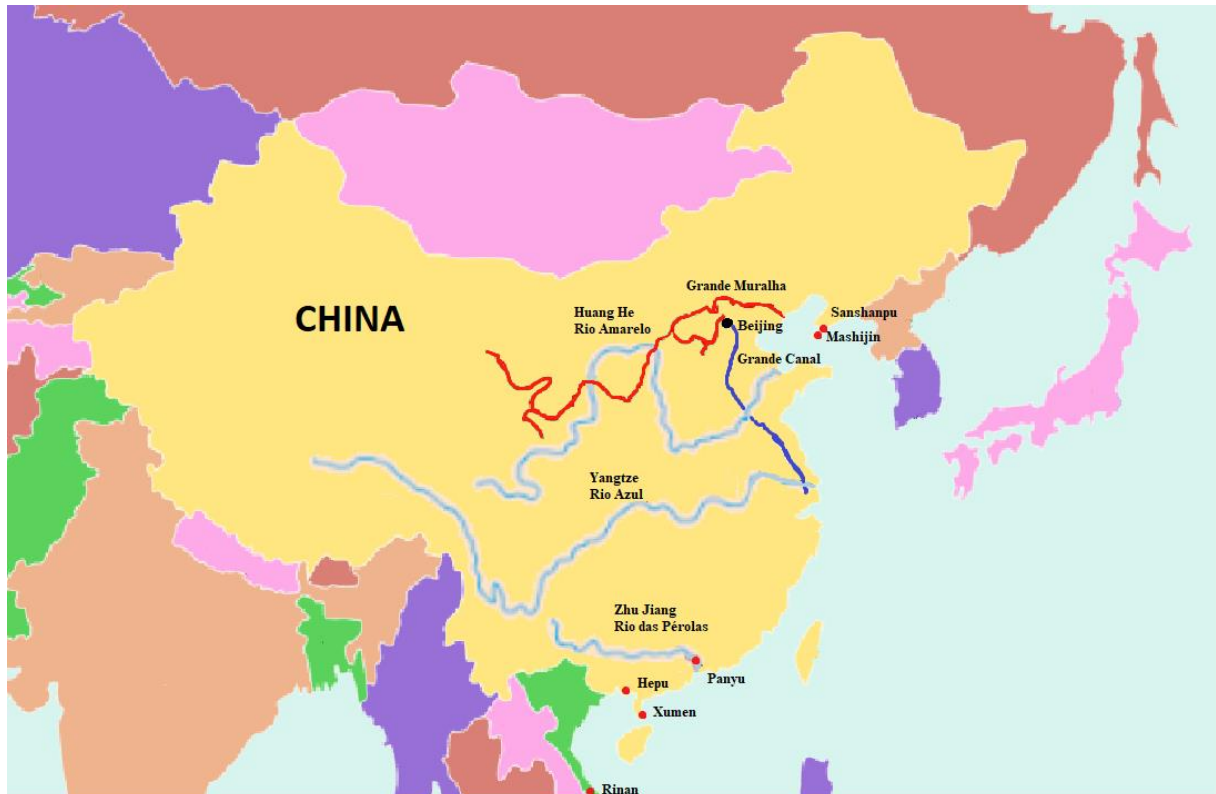 Grande Muralha
CHINA
Huang He
Rio Amarelo
Sanshanpu
Beijing
Mashijin
Grande Canal
Yangtze
Rio Azul
Zhu Jiang
Rio das Pérolas
Panyu
Hepu
Xumen
Rinan